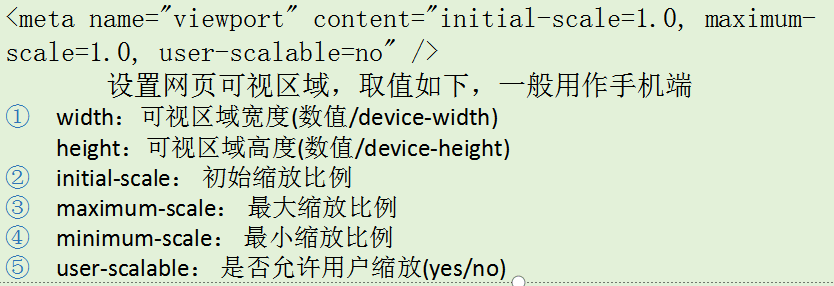 <meta name="viewport" content="initial-scale=1.0, maximum-
scale=1.0, user-scalable=no" />
设置网页可视区域，取值如下，一般用作手机端
① width：可视区域宽度(数值/device-width)
height：可视区域高度(数值/device-height)
② initial-scale： 初始缩放比例
③ maximum-scale： 最大缩放比例
④ minimum-scale： 最小缩放比例
⑤ user-scalable： 是否允许用户缩放(yes/no)